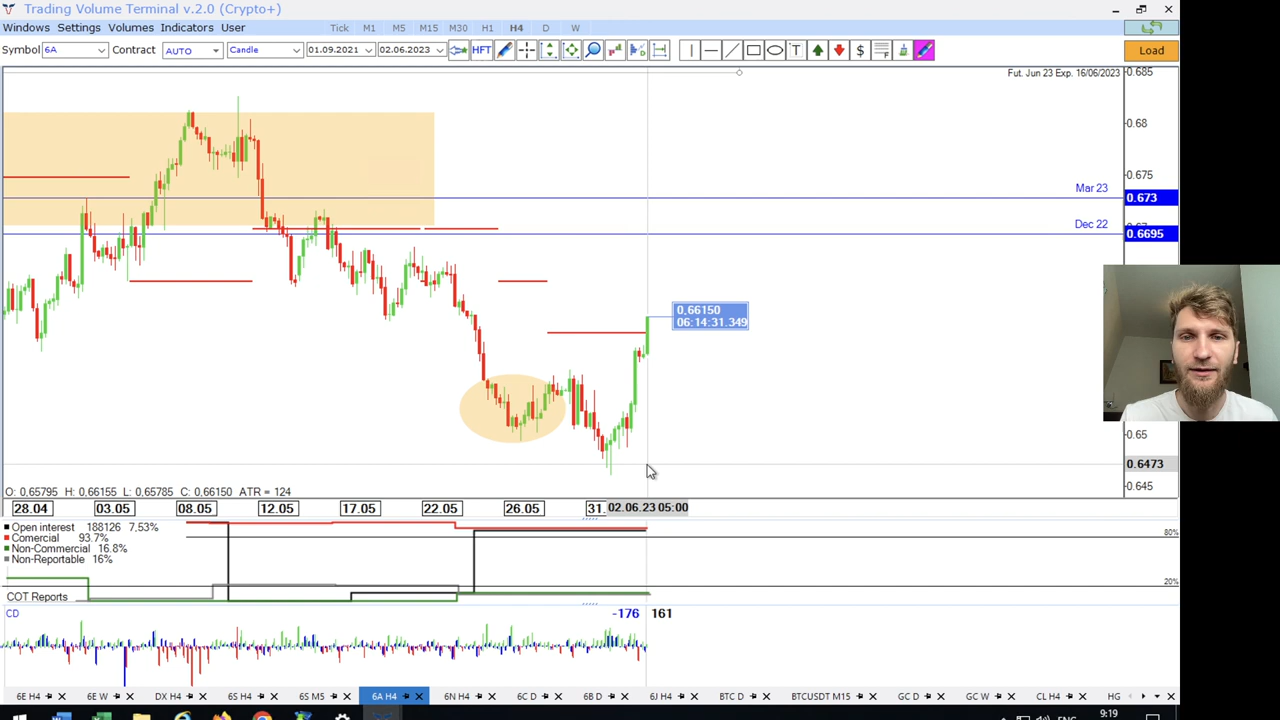 Trading Volume Terminal v.2.0 (Crypto+)
Windows Settings Volumes Indicators User Tick M1 M5 M15 M30 H1 H4 D W
Symbol 6A Contract AUTO Candle 01.09.2021 02.06.2023 HFT T $ F Load
Fut. Jun 23 Exp. 16/06/2023
0.685
0.68
0.675
Mar 23
0.673
Dec 22
0.6695
0,66150
06:14:31.349
0.65
0.6473
0.645
O: 0,65795 H: 0,66155 L: 0,65785 C: 0,66150 ATR = 124
28.04 03.05 08.05 12.05 17.05 22.05 26.05 31. 02.06.23 05:00
Open interest 188126 7.53%
Comercial 93.7%
Non-Commercial 16.8%
Non-Reportable 16%
80%
20%
COT Reports
CD -176 161
6E H4 6E W DX H4 6S H4 6S M5 6A H4 6N H4 6C D 6B D 6J H4 BTC D BTCUSDT M15 GC D GC W CL H4 HG
ENG 9:19